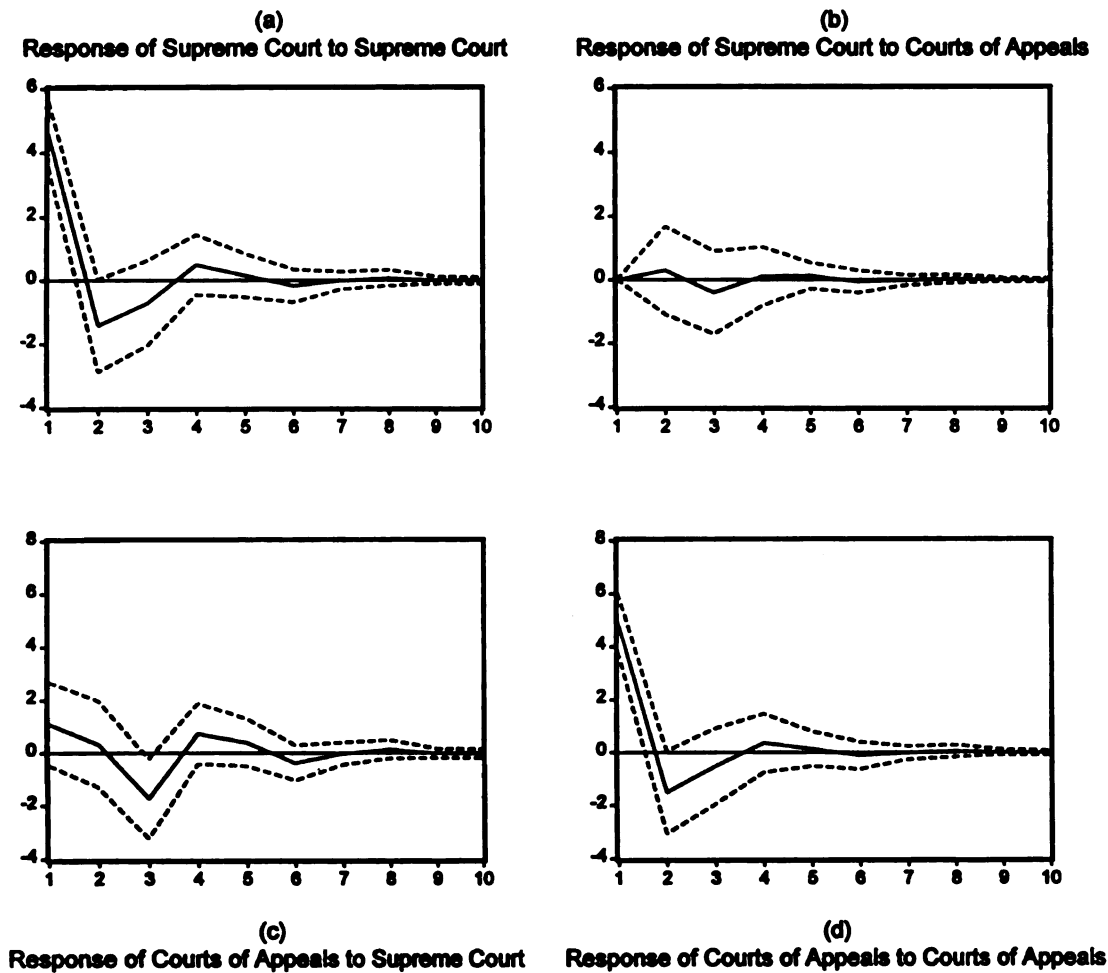 (a)
Response of Supreme Court to Supreme Court
6
4
2
0
-2
-4
1 2 3 4 5 6 7 8 9 10
(b)
Response of Supreme Court to Courts of Appeals
6
4
2
0
-2
-4
1 2 3 4 5 6 7 8 9 10
8
6
4
2
0
-2
-4
1 2 3 4 5 6 7 8 9 10
(c)
Response of Courts of Appeals to Supreme Court
8
6
4
2
0
-2
-4
1 2 3 4 5 6 7 8 9 10
(d)
Response of Courts of Appeals to Courts of Appeals